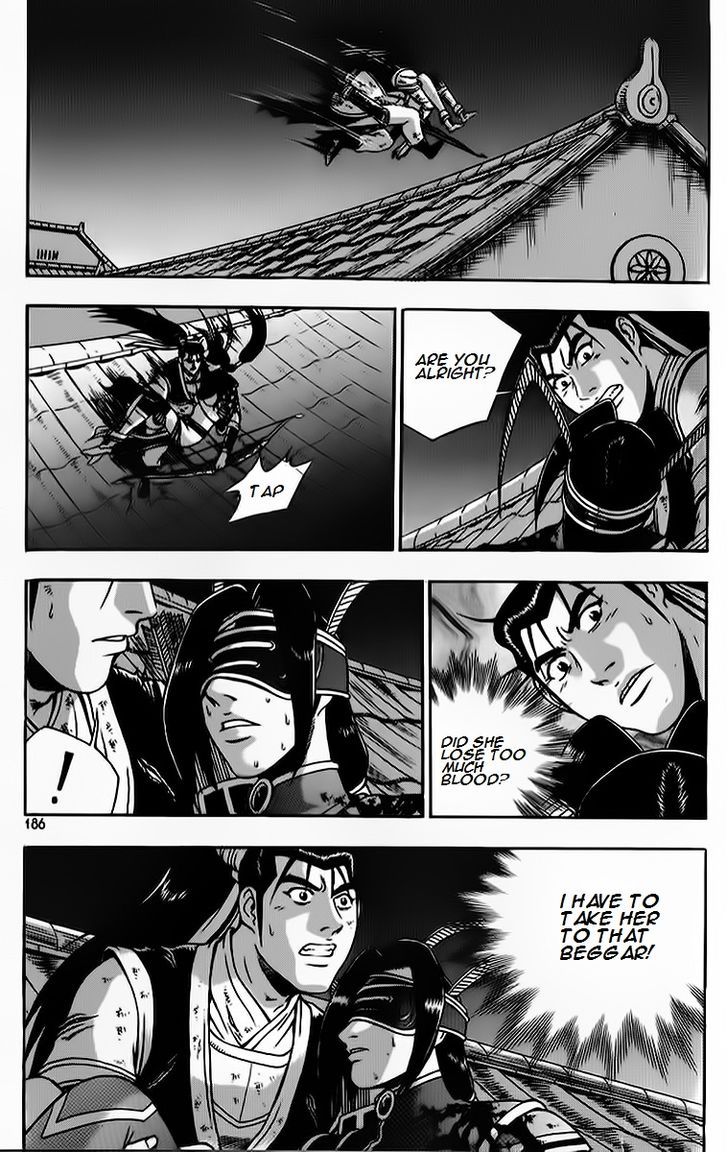 ARE YOU
ALRIGHT?
TAP
!
DID SHE
LOSE TOO
MUCH
BLOOD?
186
I HAVE TO
TAKE HER
TO THAT
BEGGAR!